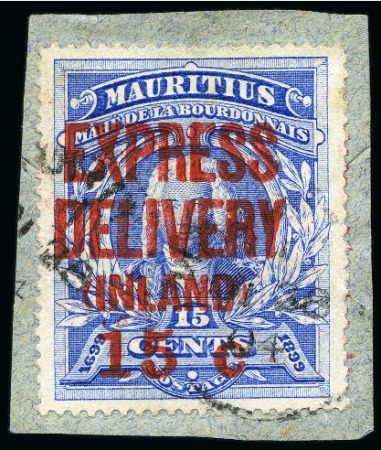 MAURITIUS
MAHÉ DE LA BOURDONNAIS
EXPRESS
DELIVERY
(INLAND)
15
CENTS
15 c
1699 1899
POSTAGE